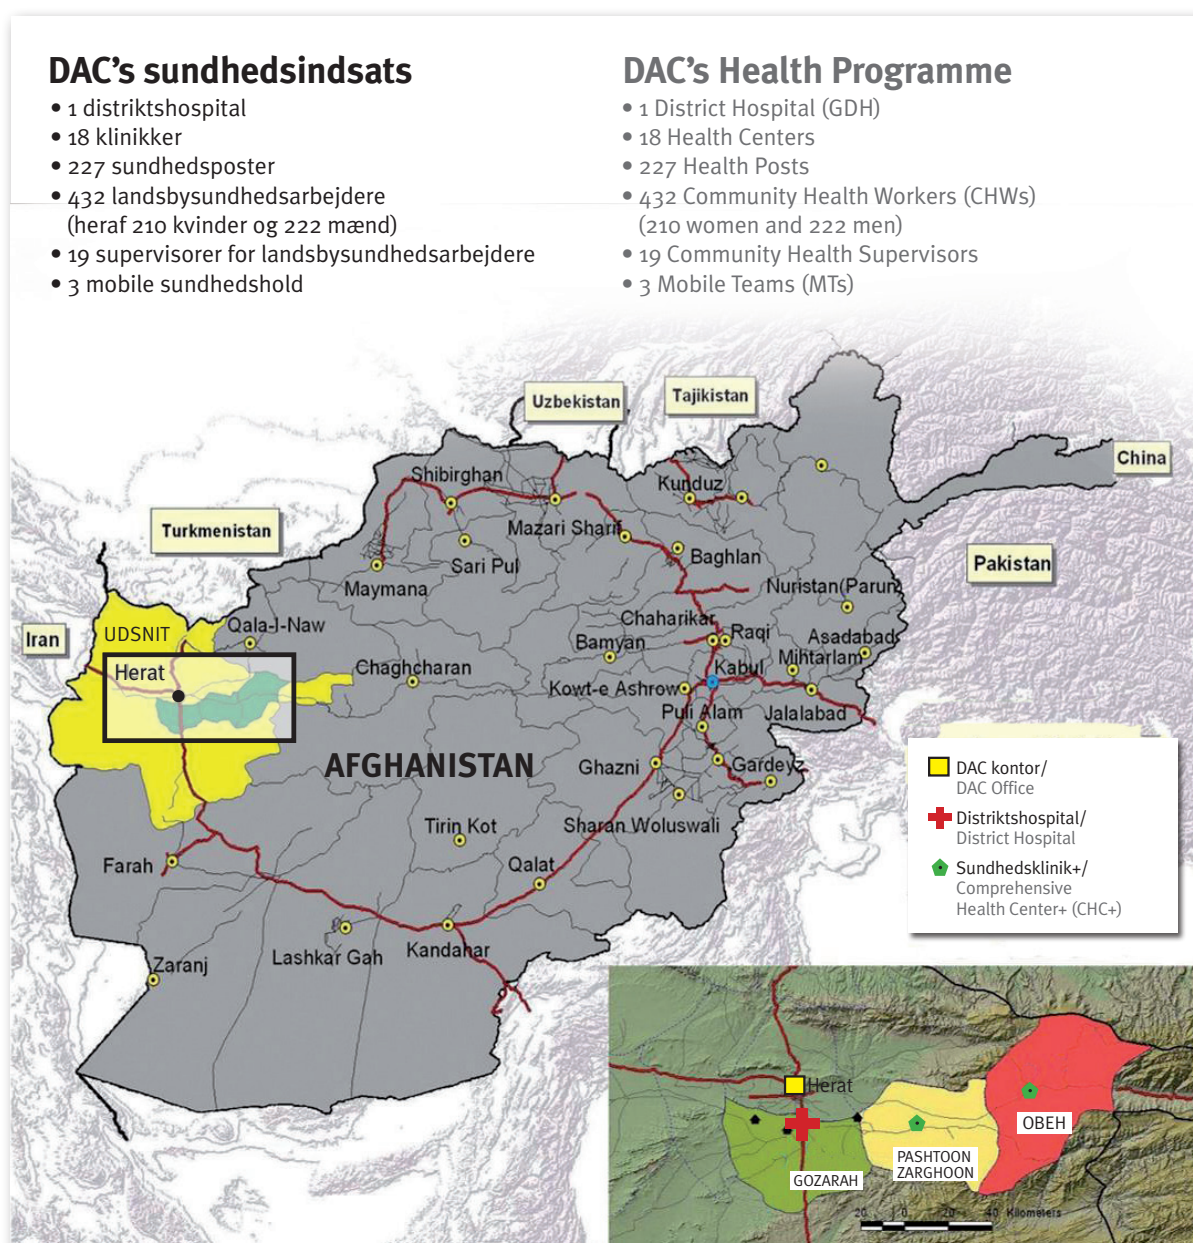 DAC's sundhedsindsats
• 1 distriktshospital
• 18 klinikker
• 227 sundhedsposter
• 432 landsbysundhedsarbejdere
(heraf 210 kvinder og 222 mænd)
• 19 supervisorer for landsbysundhedsarbejdere
• 3 mobile sundhedshold
DAC's Health Programme
• 1 District Hospital (GDH)
• 18 Health Centers
• 227 Health Posts
• 432 Community Health Workers (CHWs)
(210 women and 222 men)
• 19 Community Health Supervisors
• 3 Mobile Teams (MTs)
Uzbekistan
Tajikistan
China
Turkmenistan
Pakistan
Iran
Shibirghan
Kunduz
Mazari Sharif
Sari Pul
Baghlan
Maymana
Nuristan(Parun
UDSNIT
Qala-I-Naw
Chaharikar
Raqi
Asadabad
Bamyan
Mihtarlam
Herat
Chaghcharan
Kabul
Kowt-e Ashrow
Puli Alam
Jalalabad
AFGHANISTAN
Ghazni
Gardeyz
Tirin Kot
Sharan Woluswali
Farah
Qalat
Lashkar Gah
Kandahar
Zaranj
DAC kontor/
DAC Office
Distriktshospital/
District Hospital
Sundhedsklinik+/
Comprehensive
Health Center+ (CHC+)
Herat
OBEH
PASHTOON
ZARGHOON
GOZARAH
20 0 20 40 Kilometers